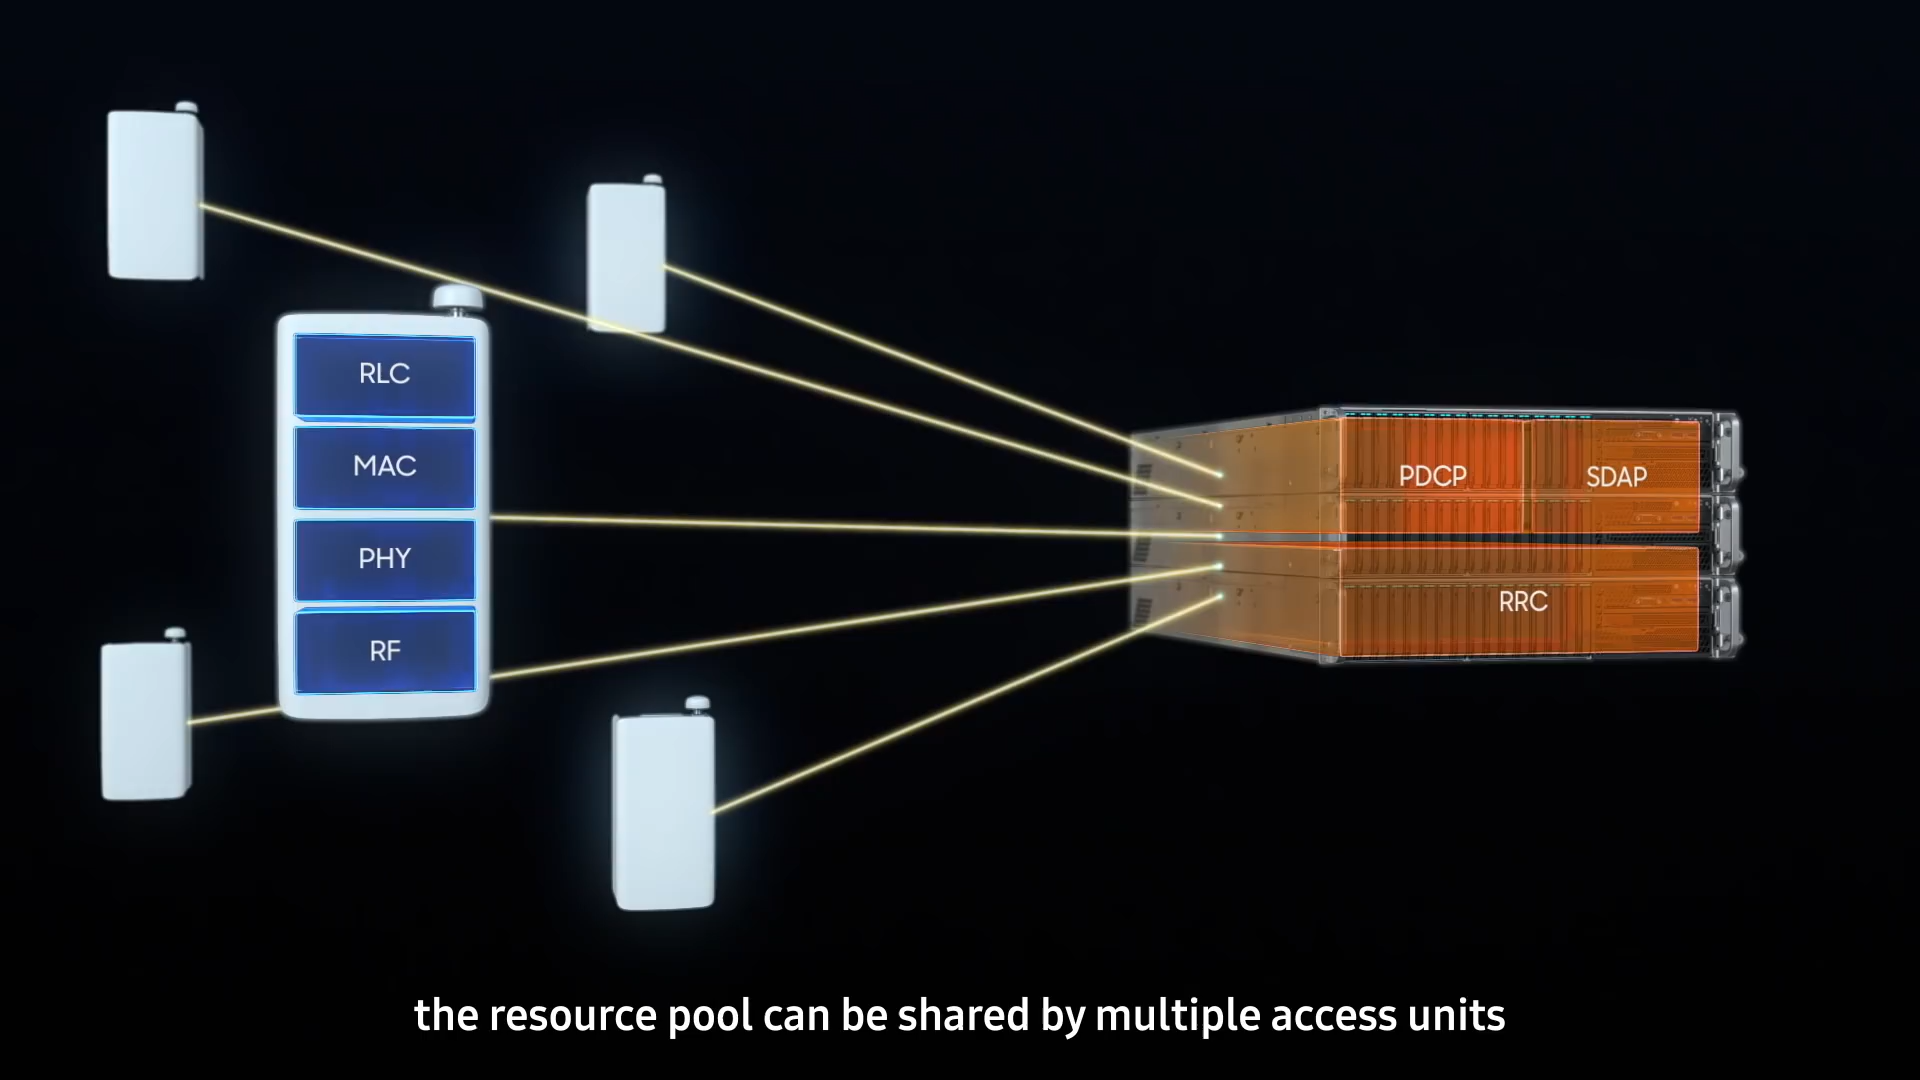 RLC
MAC
PHY
RF
PDCP
SDAP
RRC
the resource pool can be shared by multiple access units